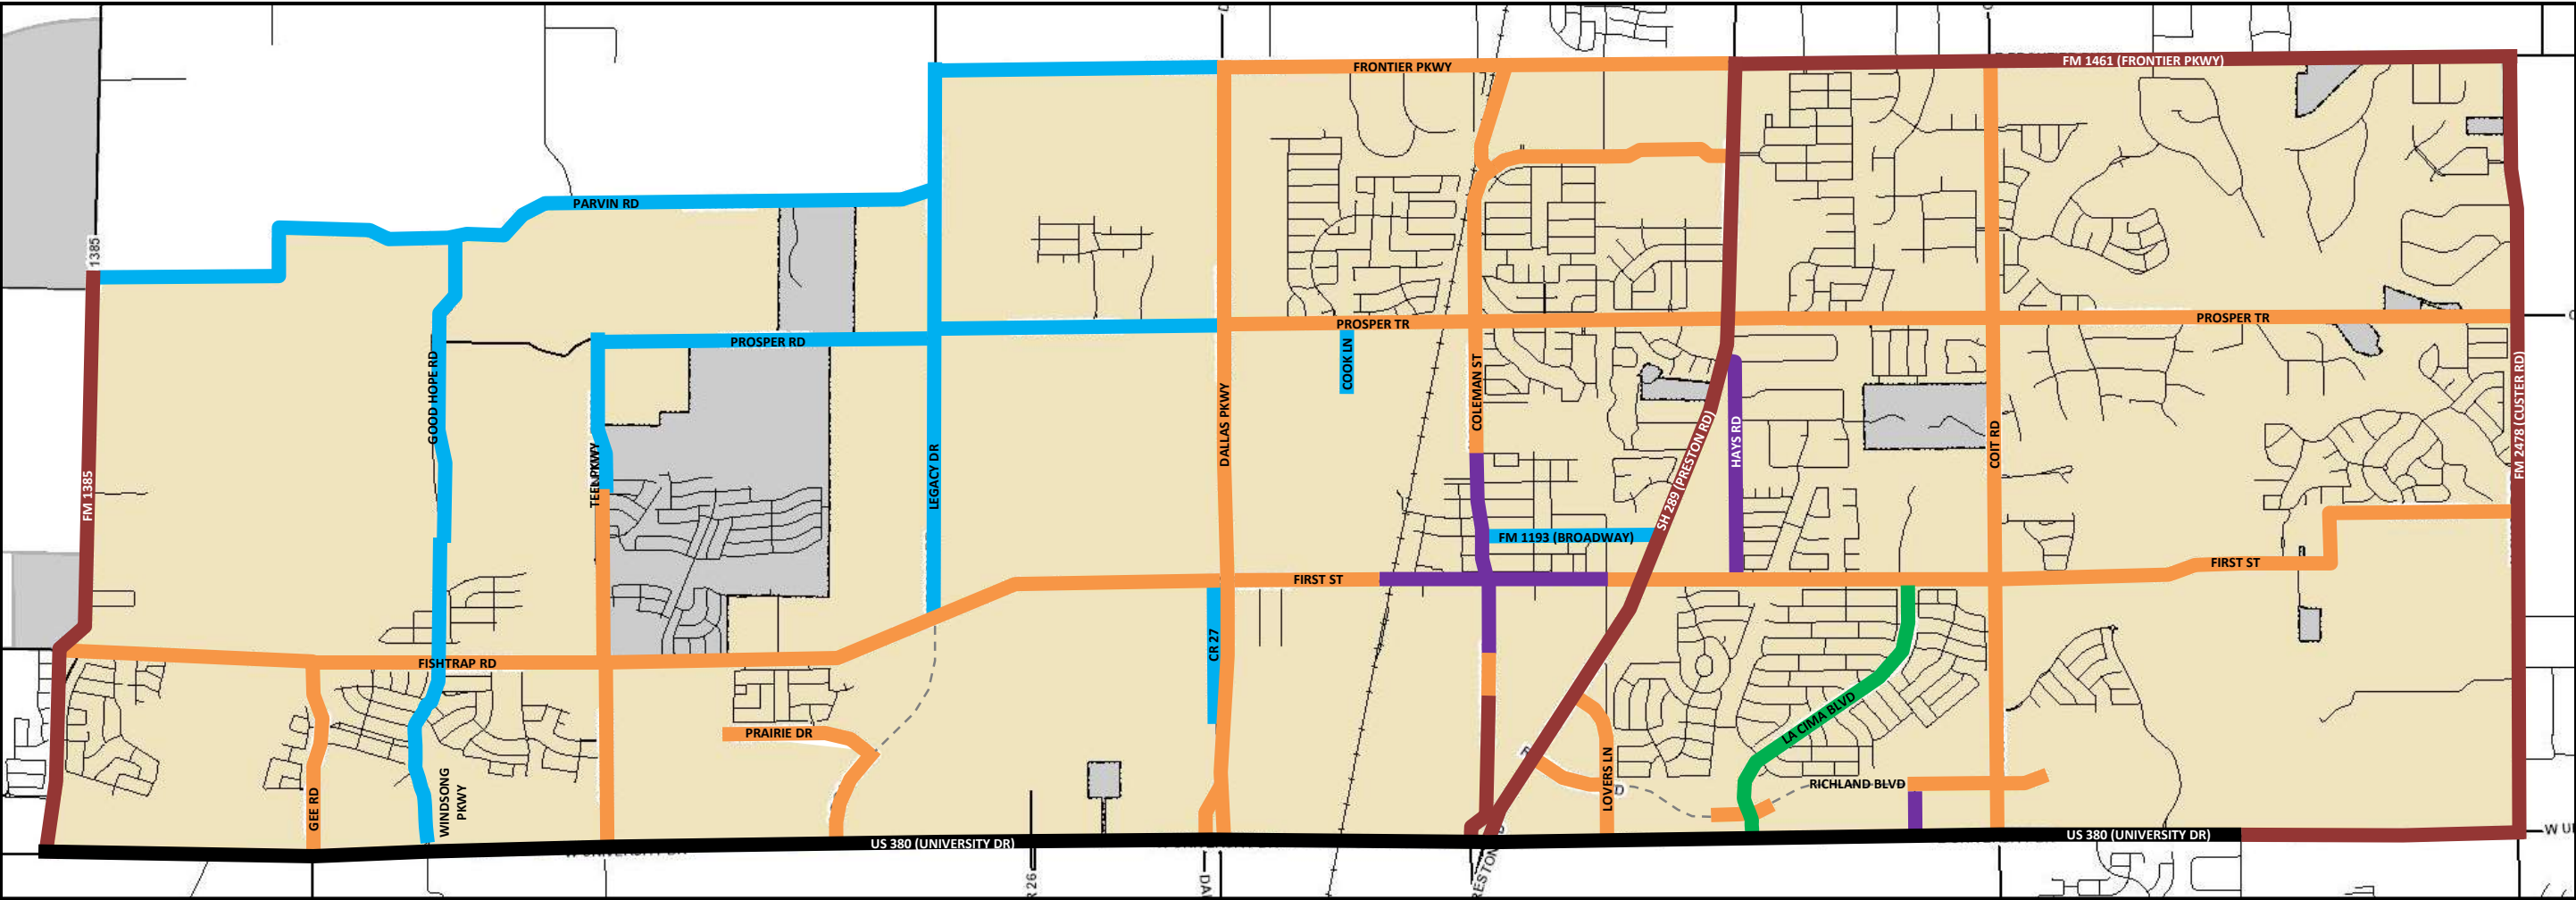 FRONTIER PKWY
FM 1461 (FRONTIER PKWY)
PARVIN RD
1385
PROSPER TR
PROSPER TR
PROSPER RD
COOK LN
GOOD HOPE RD
DALLAS PKWY
COLEMAN ST
HAYS RD
COIT RD
FM 2478 (CUSTER RD)
FM 1385
LEGACY DR
SH 289 (PRESTON RD)
FM 1193 (BROADWAY)
FIRST ST
FIRST ST
CR 27
FISHTRAP RD
LA CIMA BLVD
PRAIRIE DR
GEE RD
WINDSONG
PKWY
LOVERS LN
RICHLAND BLVD
US 380 (UNIVERSITY DR)
US 380 (UNIVERSITY DR)